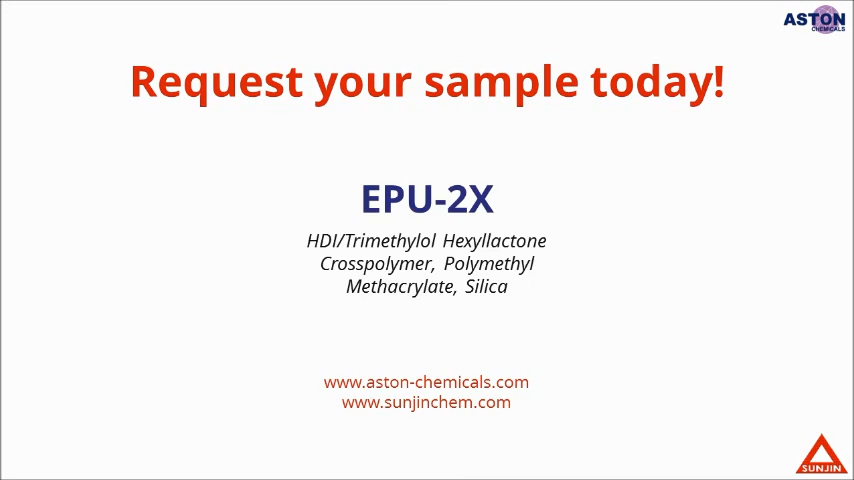 ASTON
CHEMICALS
Request your sample today!
EPU-2X
HDI/Trimethylol Hexyllactone
Crosspolymer, Polymethyl
Methacrylate, Silica
www.aston-chemicals.com
www.sunjinchem.com
SUNJIN